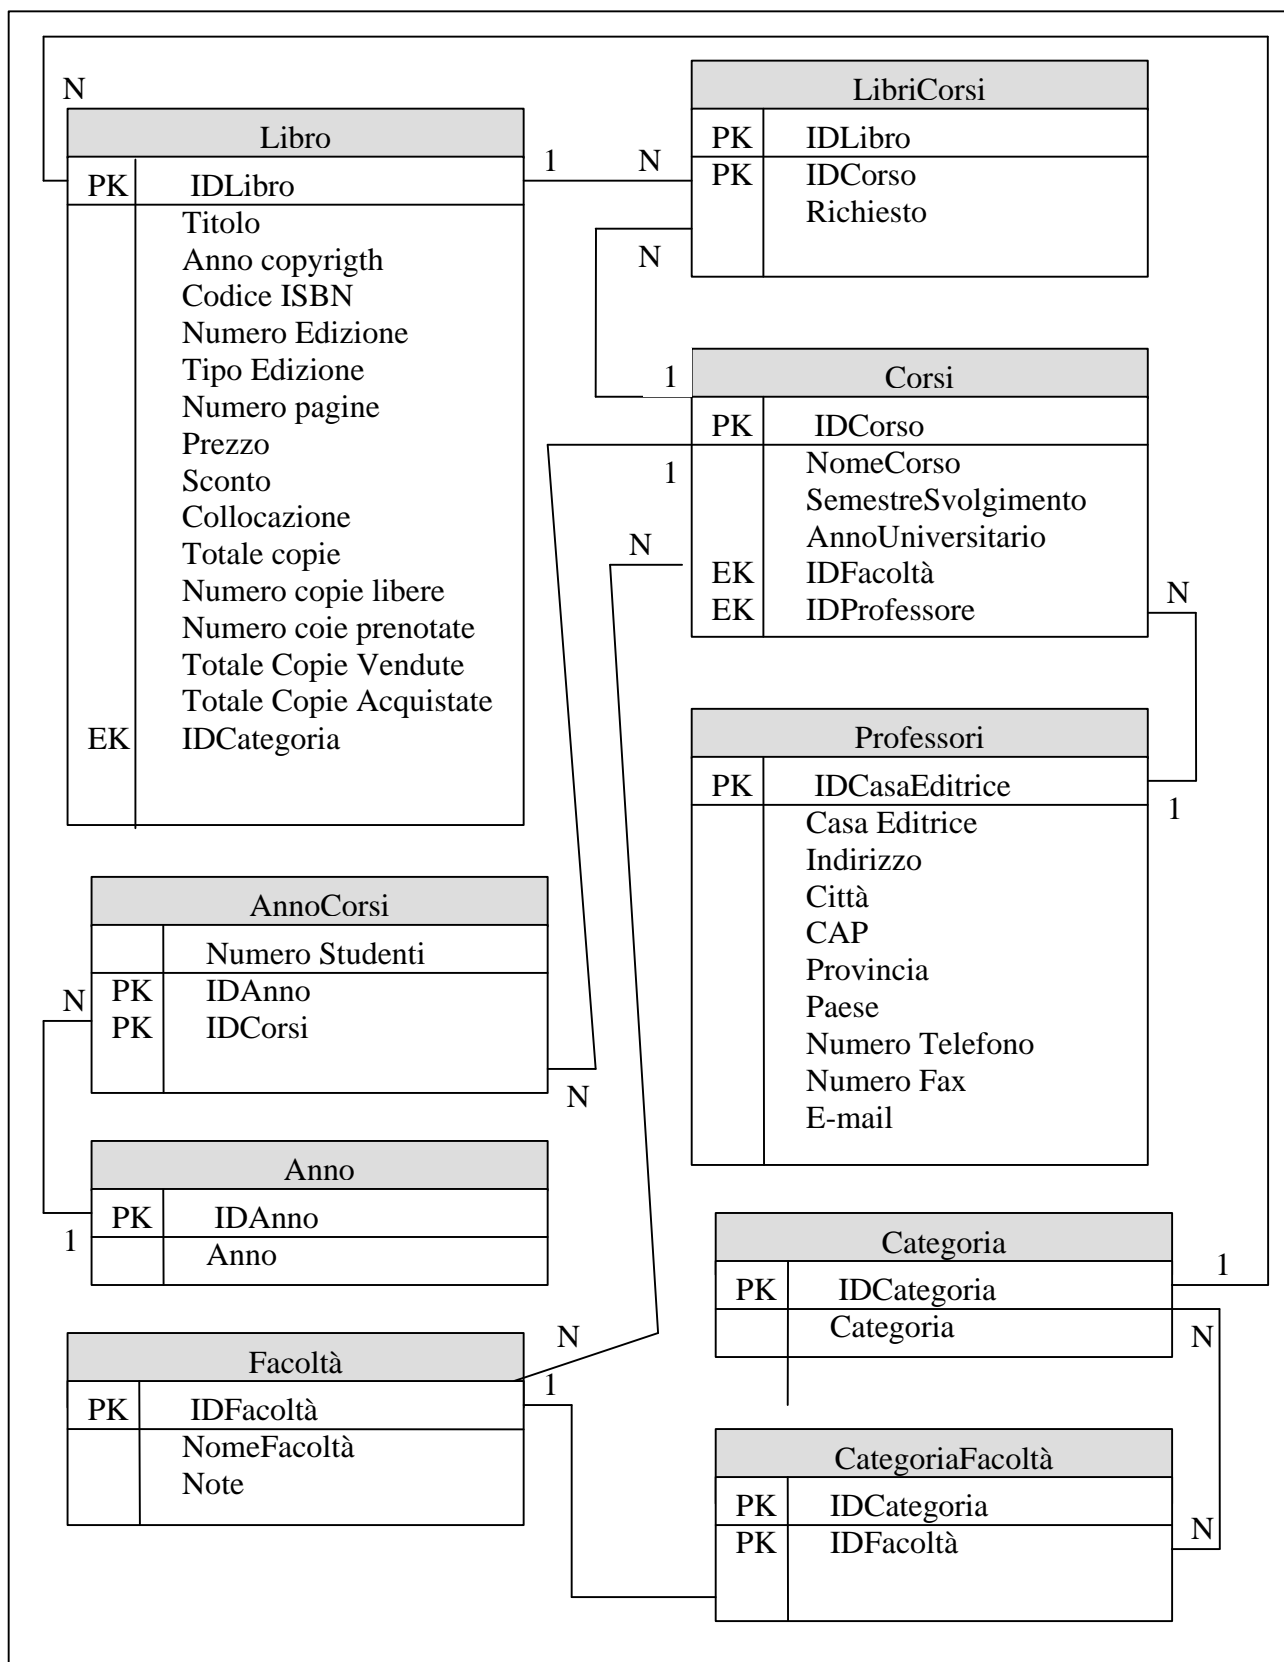 N
Libro
PK IDLibro
Titolo
Anno copyrigth
Codice ISBN
Numero Edizione
Tipo Edizione
Numero pagine
Prezzo
Sconto
Collocazione
Totale copie
Numero copie libere
Numero coie prenotate
Totale Copie Vendute
Totale Copie Acquistate
EK IDCategoria
1 N
LibriCorsi
PK IDLibro
PK IDCorso
Richiesto
N
1
Corsi
PK IDCorso
1
NomeCorso
SemestreSvolgimento
AnnoUniversitario
N
EK IDFacoltà
EK IDProfessore
N
Professori
PK IDCasaEditrice
1
Casa Editrice
Indirizzo
Città
CAP
Provincia
Paese
Numero Telefono
Numero Fax
E-mail
AnnoCorsi
Numero Studenti
N
PK IDAnno
PK IDCorsi
N
Anno
PK IDAnno
1
Anno
Categoria
1
PK IDCategoria
Categoria
N
N
Facoltà
1
PK IDFacoltà
NomeFacoltà
Note
CategoriaFacoltà
PK IDCategoria
PK IDFacoltà
N